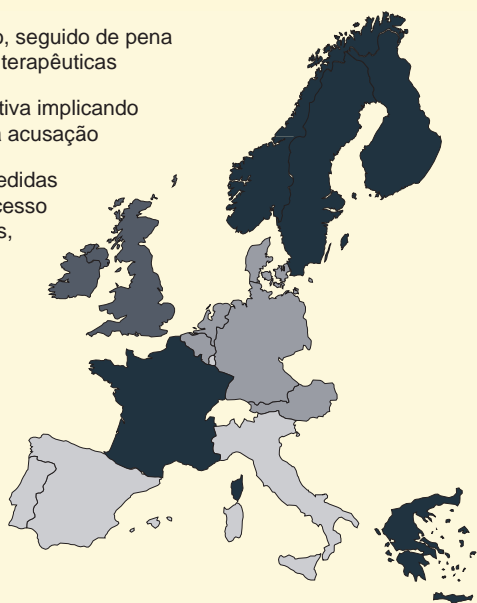 o, seguido de pena
terapêuticas
tiva implicando
a acusação
edidas
cesso
s,